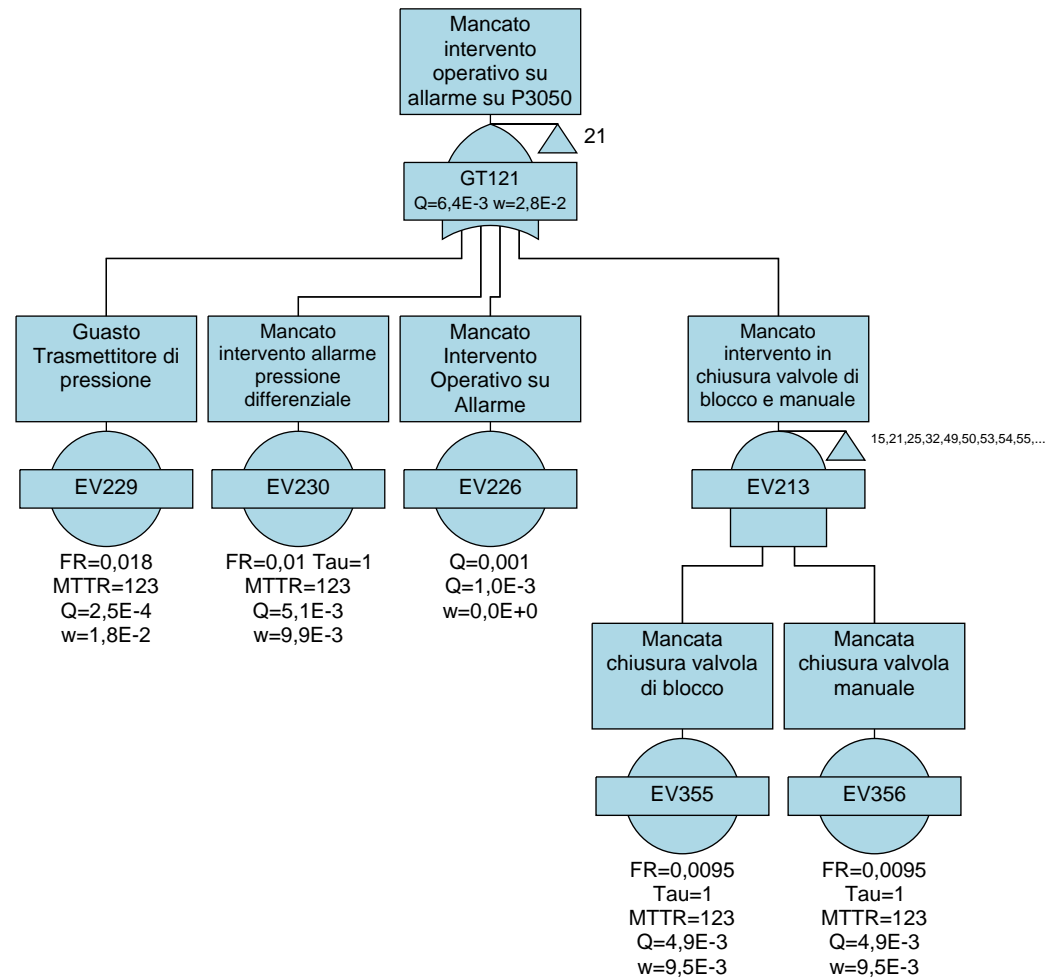 Mancato
intervento
operativo su
allarme su P3050
21
GT121
Q=6,4E-3 w=2,8E-2
Guasto
Trasmettitore di
pressione
Mancato
intervento allarme
pressione
differenziale
Mancato
Intervento
Operativo su
Allarme
Mancato
intervento in
chiusura valvole di
blocco e manuale
15,21,25,32,49,50,53,54,55,...
EV229
EV230
EV226
EV213
FR=0,018
MTTR=123
Q=2,5E-4
w=1,8E-2
FR=0,01 Tau=1
MTTR=123
Q=5,1E-3
w=9,9E-3
Q=0,001
Q=1,0E-3
w=0,0E+0
Mancata
chiusura valvola
di blocco
Mancata
chiusura valvola
manuale
EV355
EV356
FR=0,0095
Tau=1
MTTR=123
Q=4,9E-3
w=9,5E-3
FR=0,0095
Tau=1
MTTR=123
Q=4,9E-3
w=9,5E-3